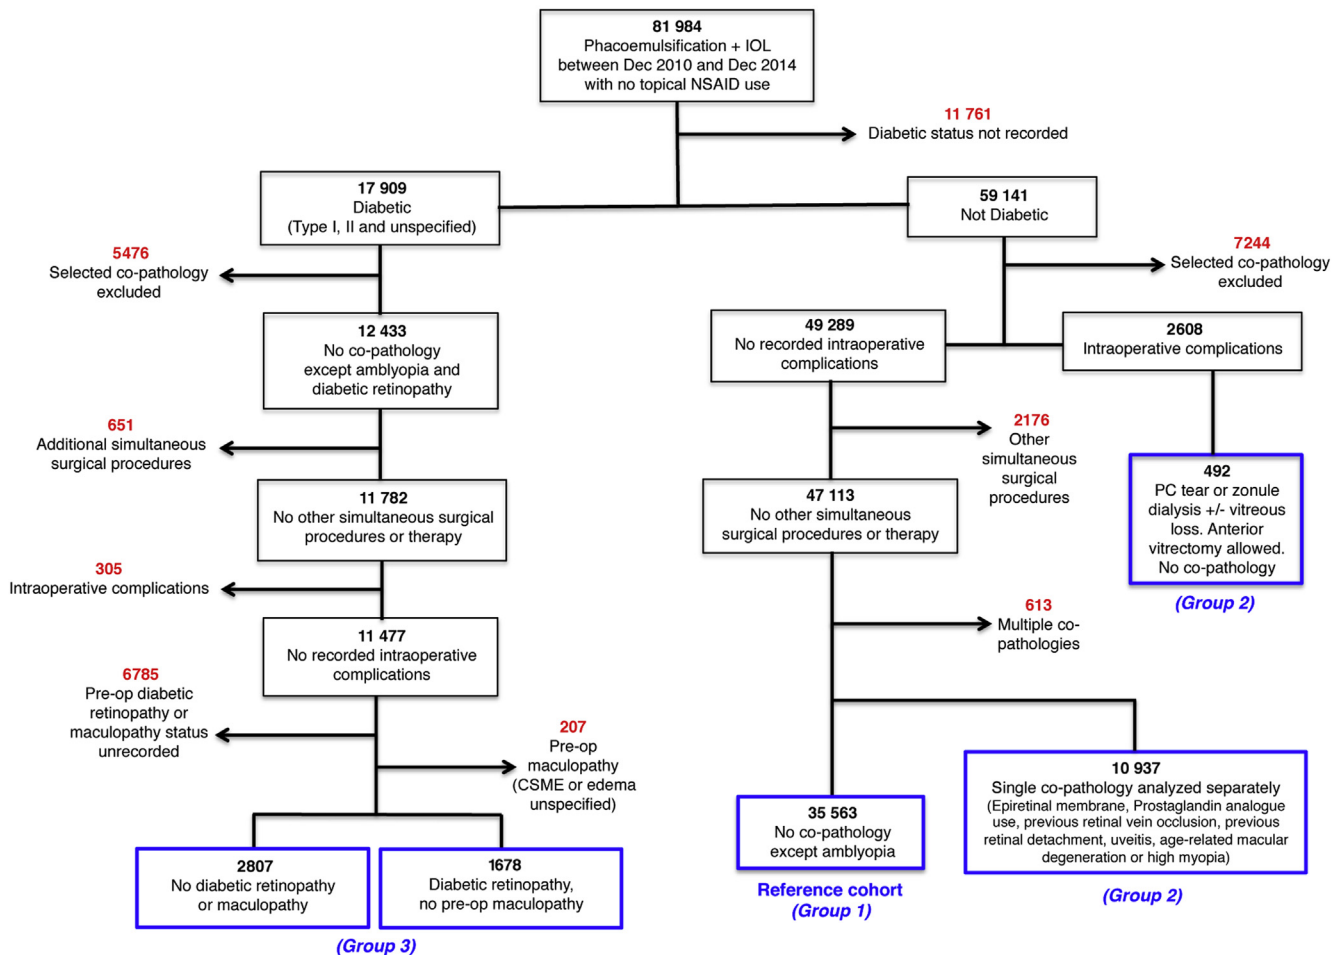 81 984
Phacoemulsification + IOL
between Dec 2010 and Dec 2014
with no topical NSAID use
11 761
Diabetic status not recorded
17 909
Diabetic
(Type I, II and unspecified)
59 141
Not Diabetic
5476
Selected co-pathology
excluded
7244
Selected co-pathology
excluded
12 433
No co-pathology
except amblyopia and
diabetic retinopathy
49 289
No recorded intraoperative
complications
2608
Intraoperative complications
651
Additional simultaneous
surgical procedures
2176
Other
simultaneous
surgical
procedures
492
PC tear or zonule
dialysis +/- vitreous
loss. Anterior
vitrectomy allowed.
No co-pathology
(Group 2)
11 782
No other simultaneous surgical
procedures or therapy
47 113
No other simultaneous
surgical procedures or therapy
305
Intraoperative complications
613
Multiple co-
pathologies
11 477
No recorded intraoperative
complications
6785
Pre-op diabetic
retinopathy or
maculopathy status
unrecorded
207
Pre-op
maculopathy
(CSME or edema
unspecified)
2807
No diabetic retinopathy
or maculopathy
1678
Diabetic retinopathy,
no pre-op maculopathy
(Group 3)
35 563
No co-pathology
except amblyopia
Reference cohort
(Group 1)
10 937
Single co-pathology analyzed separately
(Epiretinal membrane, Prostaglandin analogue
use, previous retinal vein occlusion, previous
retinal detachment, uveitis, age-related macular
degeneration or high myopia)
(Group 2)